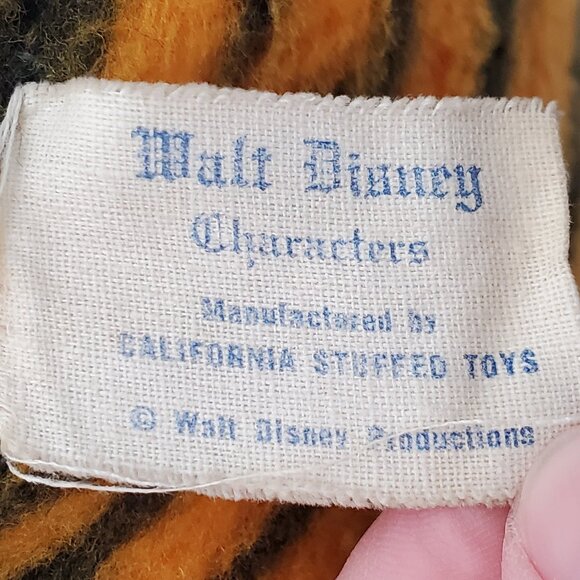 Walt Disney
Characters
Manufactured by
CALIFORNIA STUFFED TOYS
© Walt Disney Productions